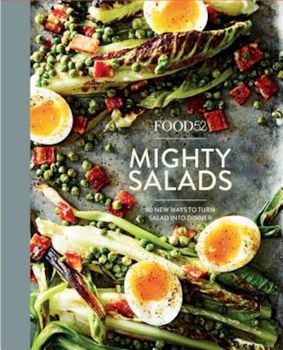 FOOD52
MIGHTY
SALADS
60 NEW WAYS TO TURN
SALAD INTO DINNER